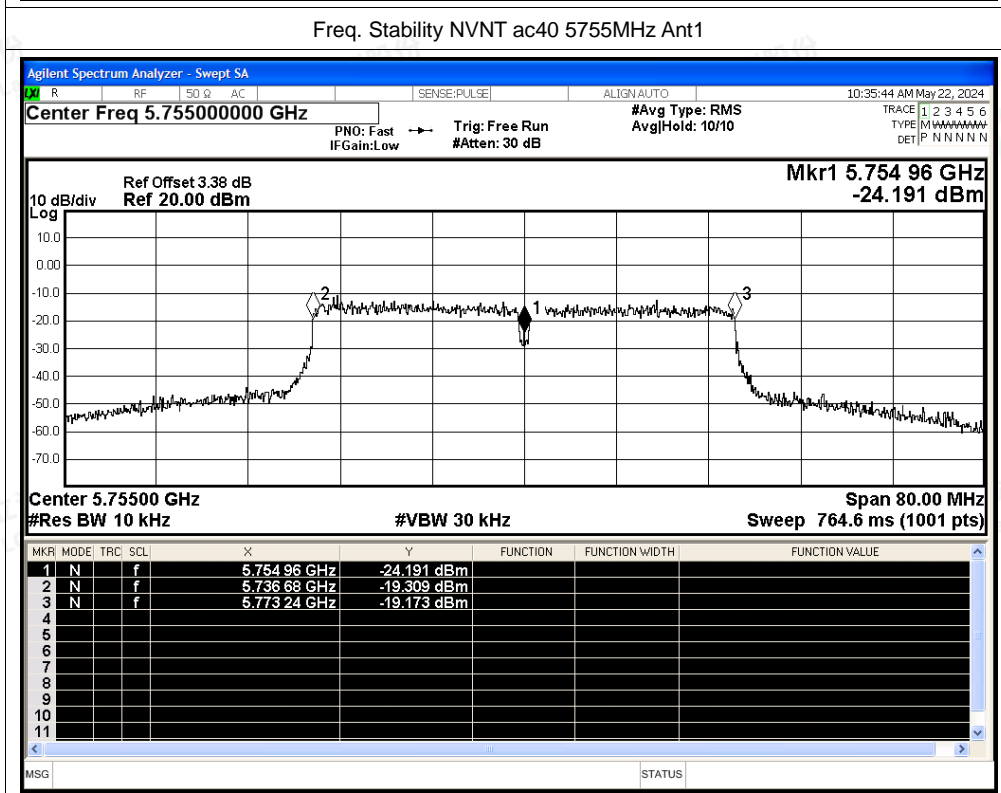 Freq. Stability NVNT ac40 5755MHz Ant1
Agilent Spectrum Analyzer - Swept SA
LXI R RF 50 Ω AC SENSE:PULSE ALIGN AUTO 10:35:44 AM May 22, 2024
Center Freq 5.755000000 GHz #Avg Type: RMS TRACE 1 2 3 4 5 6
PNO: Fast Trig: Free Run Avg|Hold: 10/10 TYPE M WWWWW
IFGain:Low #Atten: 30 dB DET P N N N N N
Mkr1 5.754 96 GHz
Ref Offset 3.38 dB
10 dB/div Ref 20.00 dBm -24.191 dBm
Log
10.0
0.00
-10.0
2 1 3
-20.0
-30.0
-40.0
-50.0
-60.0
-70.0
Center 5.75500 GHz Span 80.00 MHz
#Res BW 10 kHz #VBW 30 kHz Sweep 764.6 ms (1001 pts)
MKR MODE TRC SCL X Y FUNCTION FUNCTION WIDTH FUNCTION VALUE
1 N f 5.754 96 GHz -24.191 dBm
2 N f 5.736 68 GHz -19.309 dBm
3 N f 5.773 24 GHz -19.173 dBm
4
5
6
7
8
9
10
11
MSG STATUS